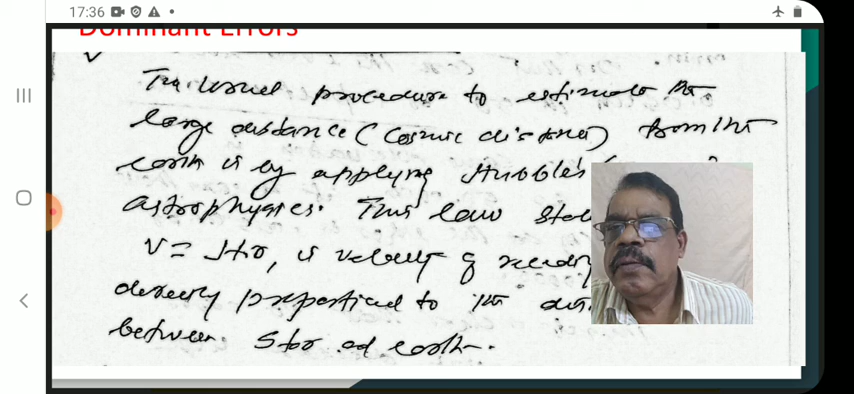 17:36
Dominant Errors
The usual procedure to estimate the
large distance (Cosmic distance) from the
earth is by applying Hubble's
astrophysics. This law
V = Hr, is velocity of
directly proportional to the
between Star and earth.